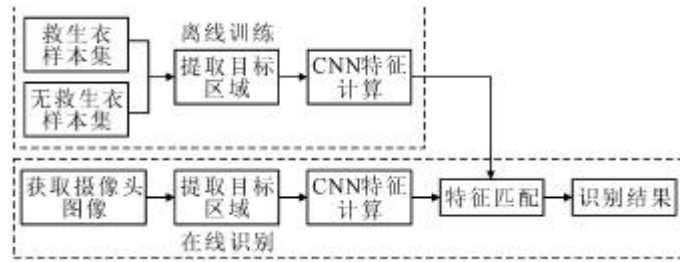 救生衣
样本集
无救生衣
样本集
离线训练
提取目标
区域
CNN特征
计算
获取摄像头
图像
提取目标
区域
在线识别
CNN特征
计算
特征匹配
识别结果